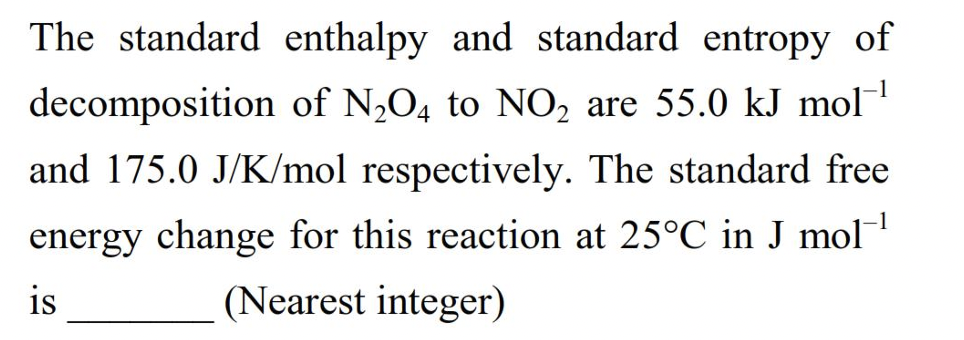 The standard enthalpy and standard entropy of
decomposition of N₂O₄ to NO₂ are 55.0 kJ mol⁻¹
and 175.0 J/K/mol respectively. The standard free
energy change for this reaction at 25°C in J mol⁻¹
is _______ (Nearest integer)